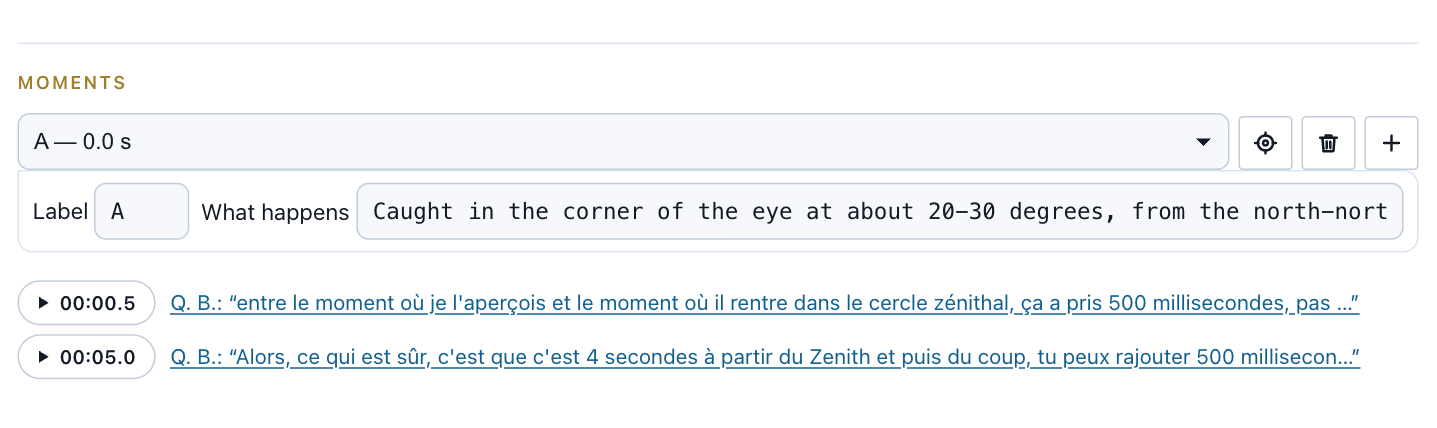 MOMENTS
A — 0.0 s
Label A What happens Caught in the corner of the eye at about 20–30 degrees, from the north–nort
00:00.5 Q. B.: “entre le moment où je l'aperçois et le moment où il rentre dans le cercle zénithal, ça a pris 500 millisecondes, pas ...”
00:05.0 Q. B.: “Alors, ce qui est sûr, c'est que c'est 4 secondes à partir du Zenith et puis du coup, tu peux rajouter 500 millisecon...”